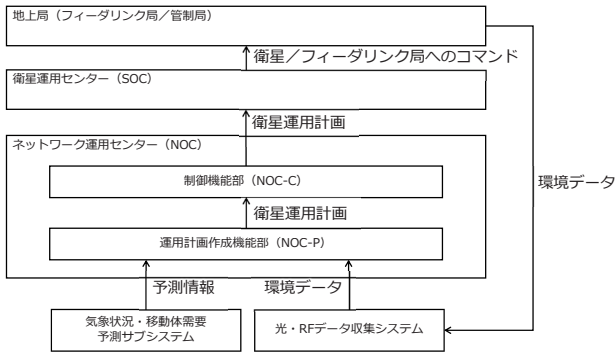 地上局（フィーダリンク局／管制局）
衛星／フィーダリンク局へのコマンド
衛星運用センター（SOC）
衛星運用計画
ネットワーク運用センター（NOC）
制御機能部（NOC-C）
環境データ
衛星運用計画
運用計画作成機能部（NOC-P）
予測情報
環境データ
気象状況・移動体需要
予測サブシステム
光・RFデータ収集システム